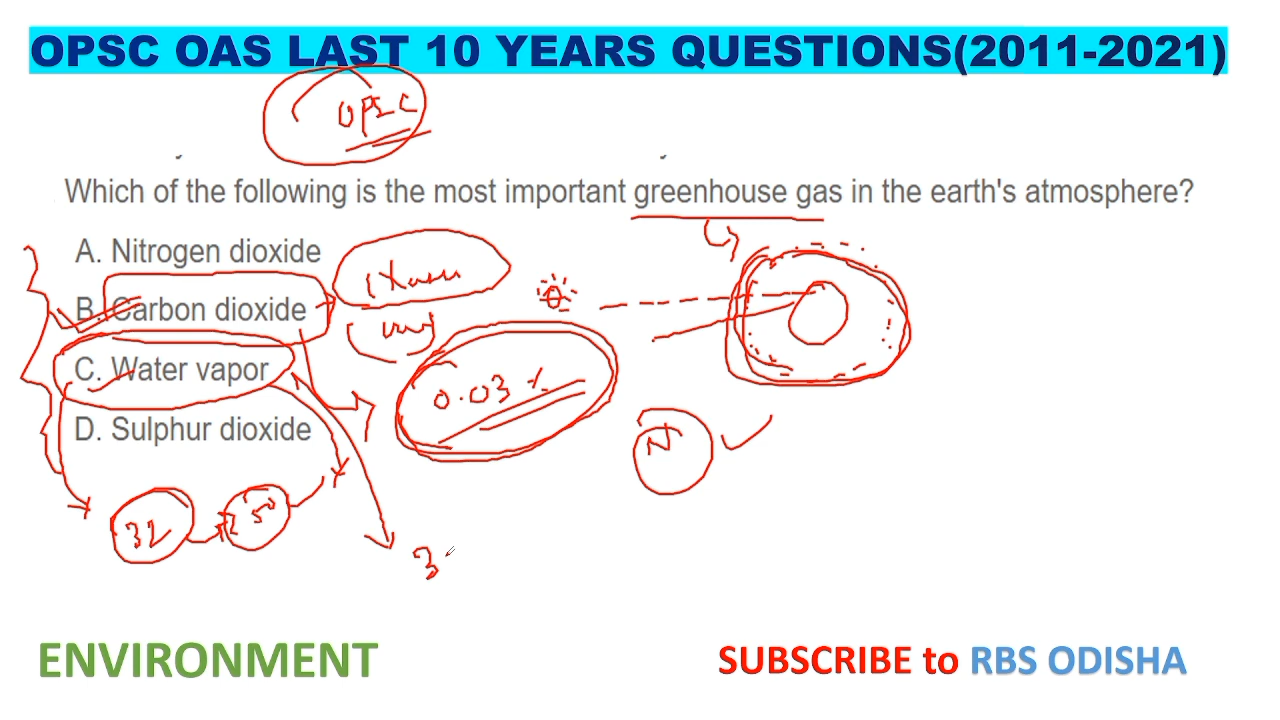 OPSC OAS LAST 10 YEARS QUESTIONS(2011-2021)
OPSC
Which of the following is the most important greenhouse gas in the earth's atmosphere?
A. Nitrogen dioxide
B. Carbon dioxide
C. Water vapor
0.03 %
D. Sulphur dioxide
N
32 50
3
ENVIRONMENT
SUBSCRIBE to RBS ODISHA